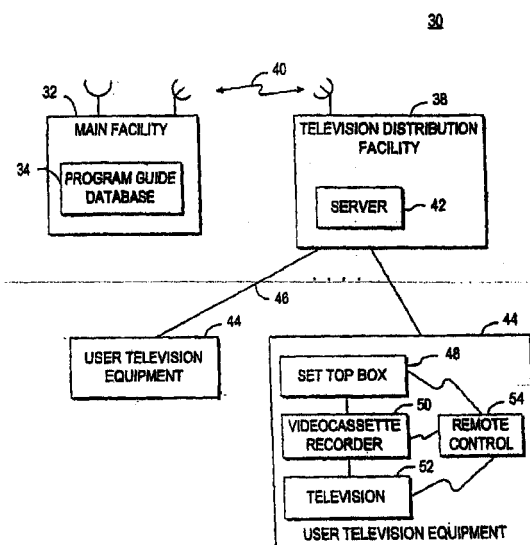 30
40
32
38
MAIN FACILITY
TELEVISION DISTRIBUTION
FACILITY
34
PROGRAM GUIDE
DATABASE
SERVER
42
46
44
44
USER TELEVISION
EQUIPMENT
48
SET TOP BOX
50
54
VIDEOCASSETTE
RECORDER
REMOTE
CONTROL
52
TELEVISION
USER TELEVISION EQUIPMENT